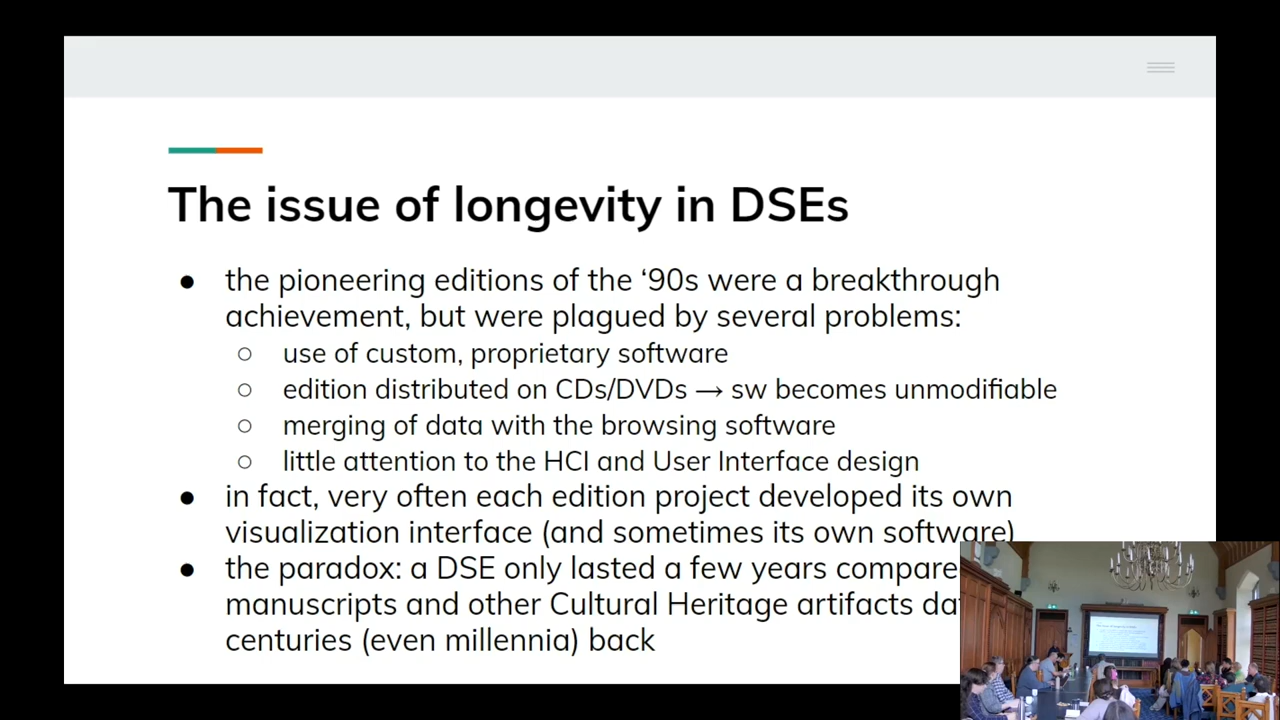 The issue of longevity in DSEs
● the pioneering editions of the ‘90s were a breakthrough
achievement, but were plagued by several problems:
○ use of custom, proprietary software
○ edition distributed on CDs/DVDs → sw becomes unmodifiable
○ merging of data with the browsing software
○ little attention to the HCI and User Interface design
● in fact, very often each edition project developed its own
visualization interface (and sometimes its own software)
● the paradox: a DSE only lasted a few years compare
manuscripts and other Cultural Heritage artifacts
centuries (even millennia) back